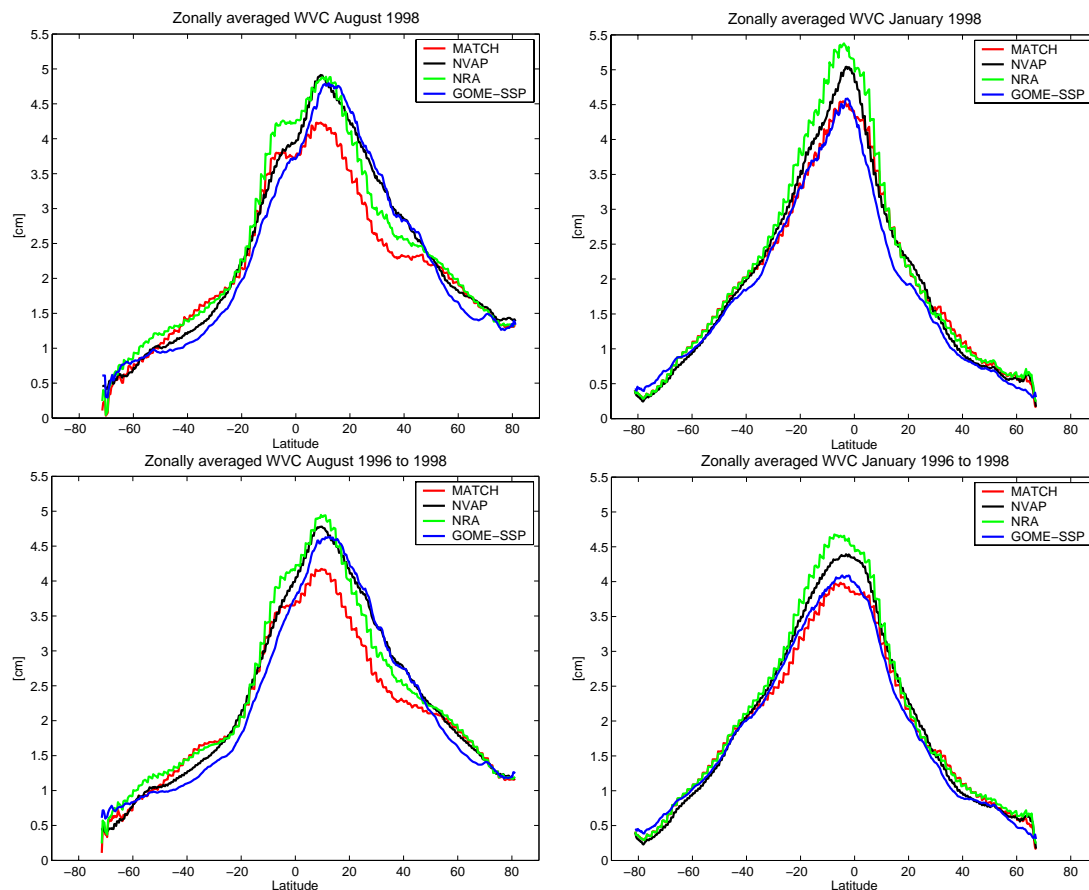 Zonally averaged WVC August 1998
5.5
5
4.5
4
3.5
3
2.5
2
1.5
1
0.5
0
[cm]
MATCH
NVAP
NRA
GOME−SSP
−80 −60 −40 −20 0 20 40 60 80
Latitude
Zonally averaged WVC January 1998
5.5
5
4.5
4
3.5
3
2.5
2
1.5
1
0.5
0
[cm]
MATCH
NVAP
NRA
GOME−SSP
−80 −60 −40 −20 0 20 40 60 80
Latitude
Zonally averaged WVC August 1996 to 1998
5.5
5
4.5
4
3.5
3
2.5
2
1.5
1
0.5
0
[cm]
MATCH
NVAP
NRA
GOME−SSP
−80 −60 −40 −20 0 20 40 60 80
Latitude
Zonally averaged WVC January 1996 to 1998
5.5
5
4.5
4
3.5
3
2.5
2
1.5
1
0.5
0
[cm]
MATCH
NVAP
NRA
GOME−SSP
−80 −60 −40 −20 0 20 40 60 80
Latitude